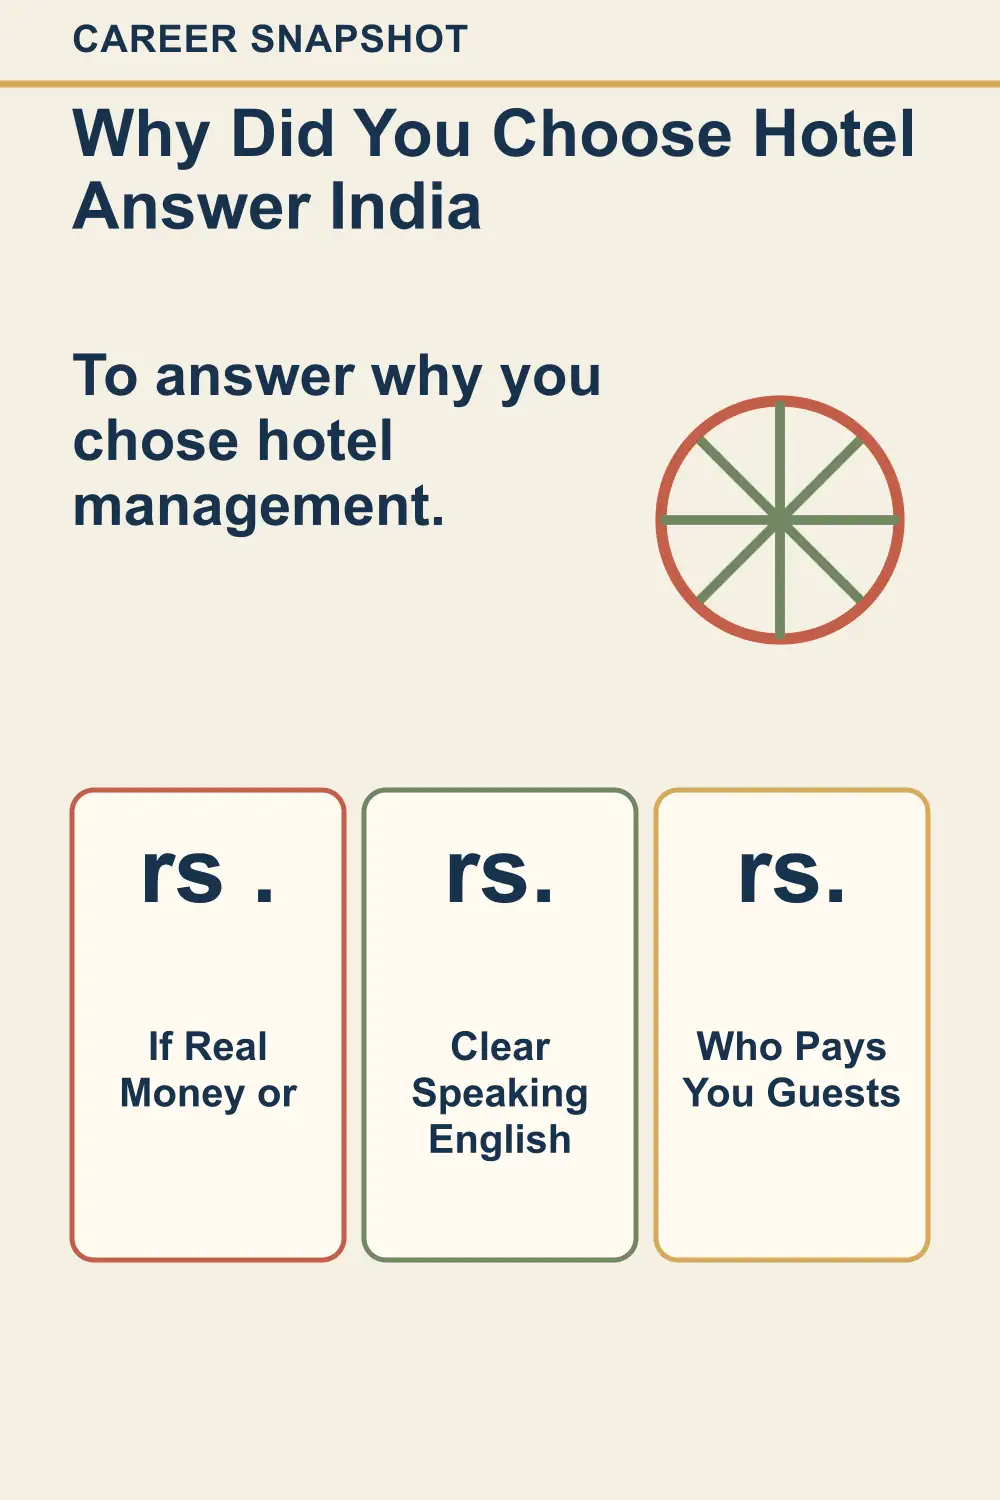 CAREER SNAPSHOT
Why Did You Choose Hotel
Answer India
To answer why you
chose hotel
management.
rs .
If Real
Money or
rs.
Clear
Speaking
English
rs.
Who Pays
You Guests